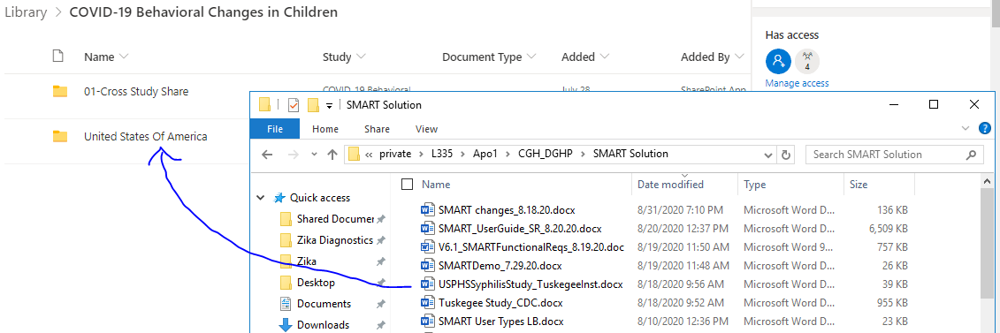 Library > COVID-19 Behavioral Changes in Children
Name Study Document Type Added Added By
01-Cross Study Share COVID-19 Behavioral July 28 SharePoint App
United States Of America
Has access
4
Manage access
SMART Solution
File Home Share View
« private > L335 > Apo1 > CGH_DGHP > SMART Solution
Search SMART Solution
Name Date modified Type Size
Quick access
Shared Documen
Zika Diagnostics
Zika
Desktop
Documents
Downloads
SMART changes_8.18.20.docx 8/31/2020 7:10 PM Microsoft Word D... 136 KB
SMART_UserGuide_SR_8.20.20.docx 8/20/2020 12:37 PM Microsoft Word D... 6,509 KB
V6.1_SMARTFunctionalReqs_8.19.20.doc 8/19/2020 11:50 AM Microsoft Word 9... 757 KB
SMARTDemo_7.29.20.docx 8/19/2020 11:48 AM Microsoft Word D... 26 KB
USPHSSyphilisStudy_TuskegeeInst.docx 8/18/2020 9:56 AM Microsoft Word D... 39 KB
Tuskegee Study_CDC.docx 8/18/2020 9:52 AM Microsoft Word D... 955 KB
SMART User Types LB.docx 8/10/2020 12:36 PM Microsoft Word D... 23 KB